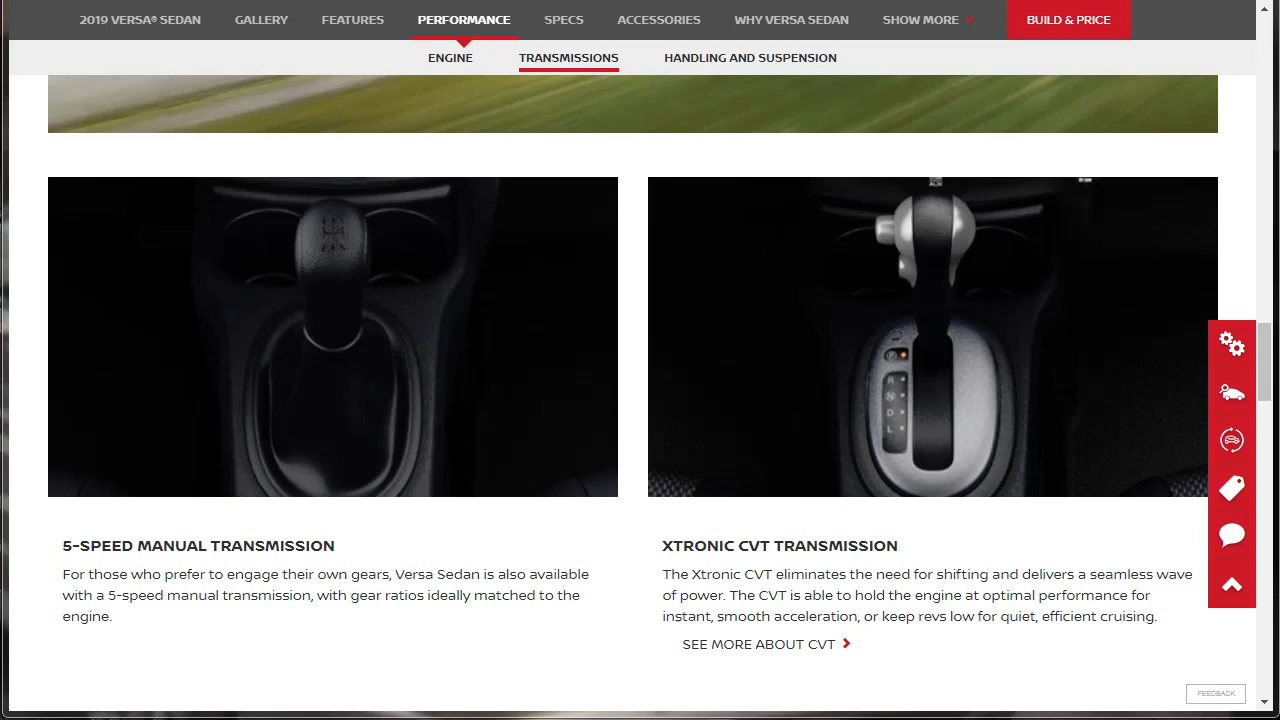 2019 VERSA® SEDAN GALLERY FEATURES PERFORMANCE SPECS ACCESSORIES WHY VERSA SEDAN SHOW MORE BUILD & PRICE
ENGINE TRANSMISSIONS HANDLING AND SUSPENSION
R
N
D
L
5-SPEED MANUAL TRANSMISSION
For those who prefer to engage their own gears, Versa Sedan is also available
with a 5-speed manual transmission, with gear ratios ideally matched to the
engine.
XTRONIC CVT TRANSMISSION
The Xtronic CVT eliminates the need for shifting and delivers a seamless wave
of power. The CVT is able to hold the engine at optimal performance for
instant, smooth acceleration, or keep revs low for quiet, efficient cruising.
SEE MORE ABOUT CVT
FEEDBACK